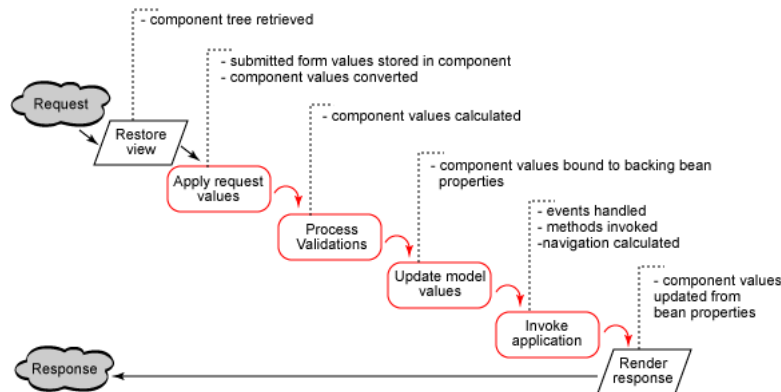 - component tree retrieved
- submitted form values stored in component
- component values converted
Request
Restore
view
- component values calculated
Apply request
values
- component values bound to backing bean
properties
Process
Validations
- events handled
- methods invoked
-navigation calculated
Update model
values
- component values
updated from
bean properties
Invoke
application
Response
Render
response